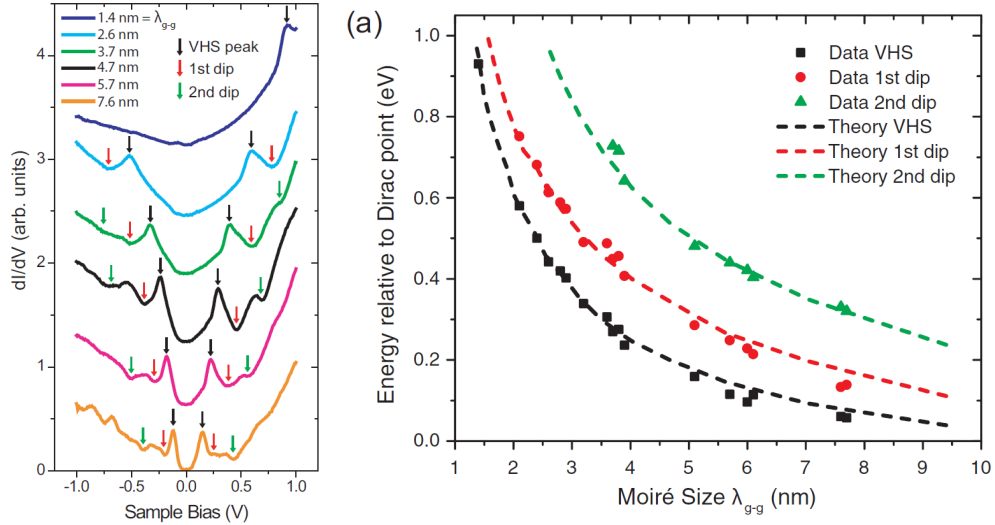 1.4 nm = λg-g
2.6 nm
3.7 nm
4.7 nm
5.7 nm
7.6 nm
VHS peak
1st dip
2nd dip
4
3
2
1
0
dI/dV (arb. units)
-1.0 -0.5 0.0 0.5 1.0
Sample Bias (V)
(a)
Data VHS
Data 1st dip
Data 2nd dip
Theory VHS
Theory 1st dip
Theory 2nd dip
1.0
0.8
0.6
0.4
0.2
0.0
Energy relative to Dirac point (eV)
1 2 3 4 5 6 7 8 9 10
Moiré Size λg-g (nm)